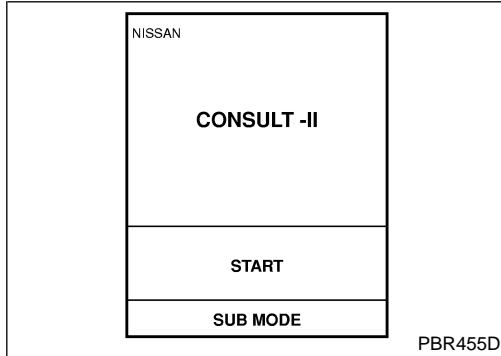 NISSAN
CONSULT -II
START
SUB MODE
PBR455D